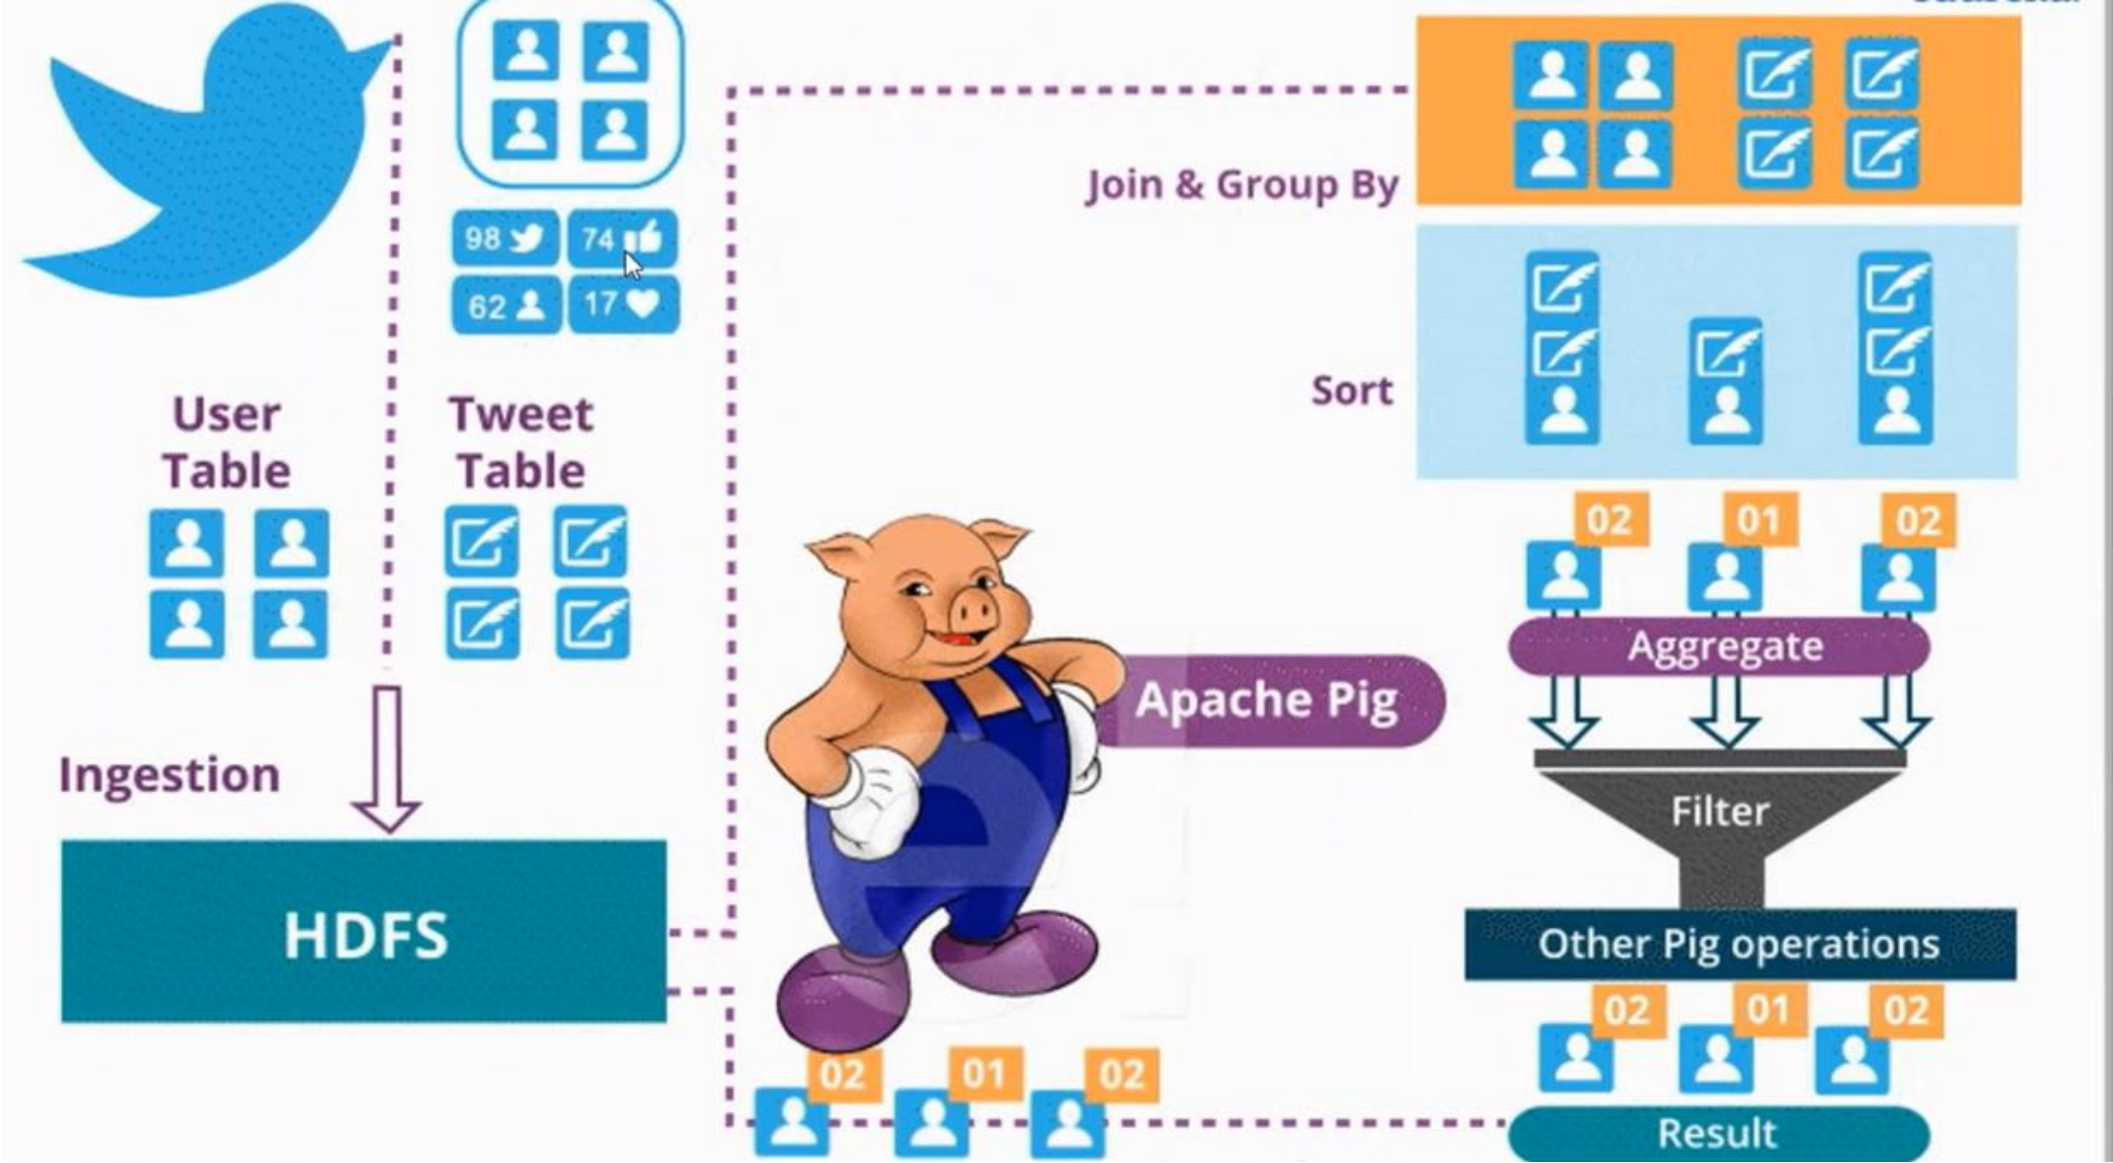 98
74
62
17
User
Table
Tweet
Table
Ingestion
HDFS
Join & Group By
Sort
Apache Pig
02
01
02
Aggregate
Filter
Other Pig operations
02
01
02
Result
02
01
02